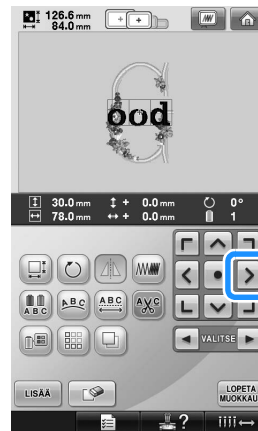 126.6 mm
84.0 mm
ood
30.0 mm + 0.0 mm 0°
78.0 mm + 0.0 mm 1
A B C
ABC
ABC
VALITSE
LISÄÄ
LOPETA
MUOKKAU
?